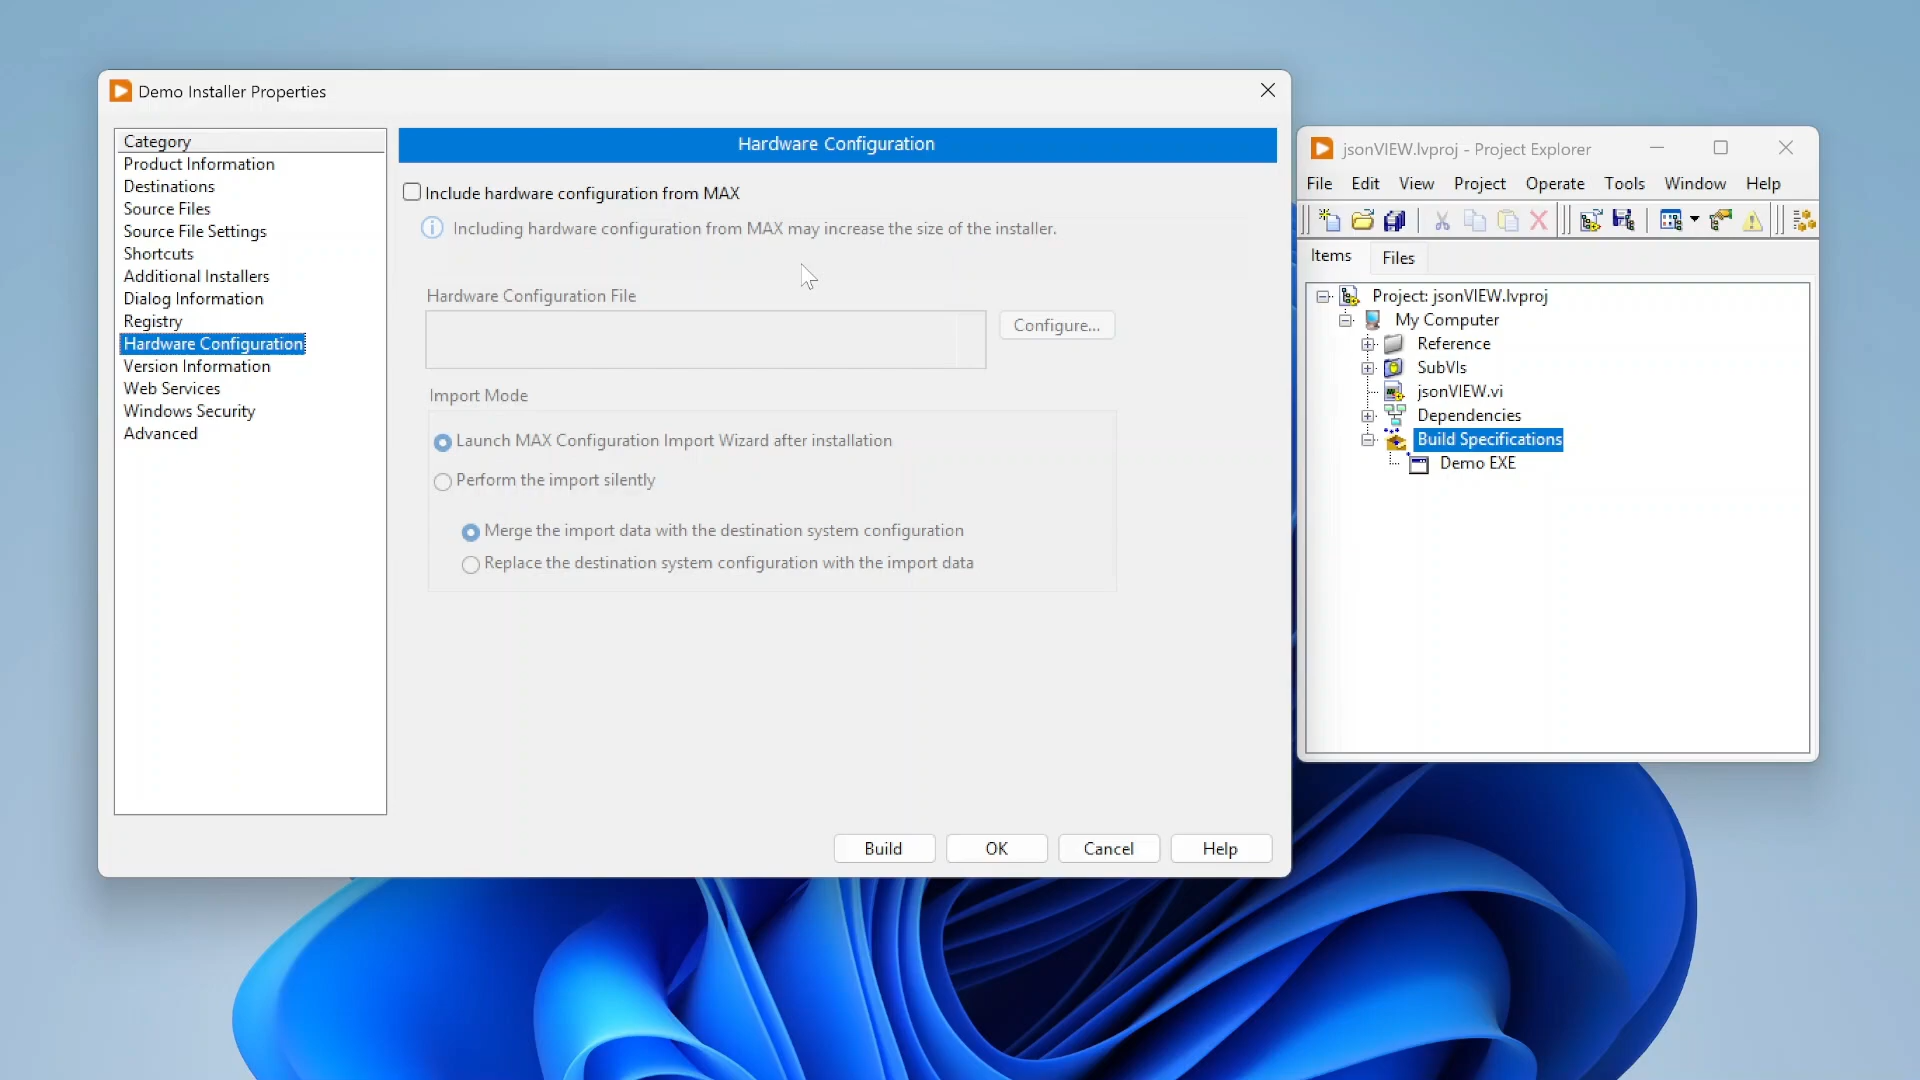 Demo Installer Properties
Category
Product Information
Destinations
Source Files
Source File Settings
Shortcuts
Additional Installers
Dialog Information
Registry
Hardware Configuration
Version Information
Web Services
Windows Security
Advanced
Hardware Configuration
Include hardware configuration from MAX
Including hardware configuration from MAX may increase the size of the installer.
Hardware Configuration File
Configure...
Import Mode
Launch MAX Configuration Import Wizard after installation
Perform the import silently
Merge the import data with the destination system configuration
Replace the destination system configuration with the import data
Build OK Cancel Help
jsonVIEW.lvproj - Project Explorer
File Edit View Project Operate Tools Window Help
Items Files
Project: jsonVIEW.lvproj
My Computer
Reference
SubVIs
jsonVIEW.vi
Dependencies
Build Specifications
Demo EXE